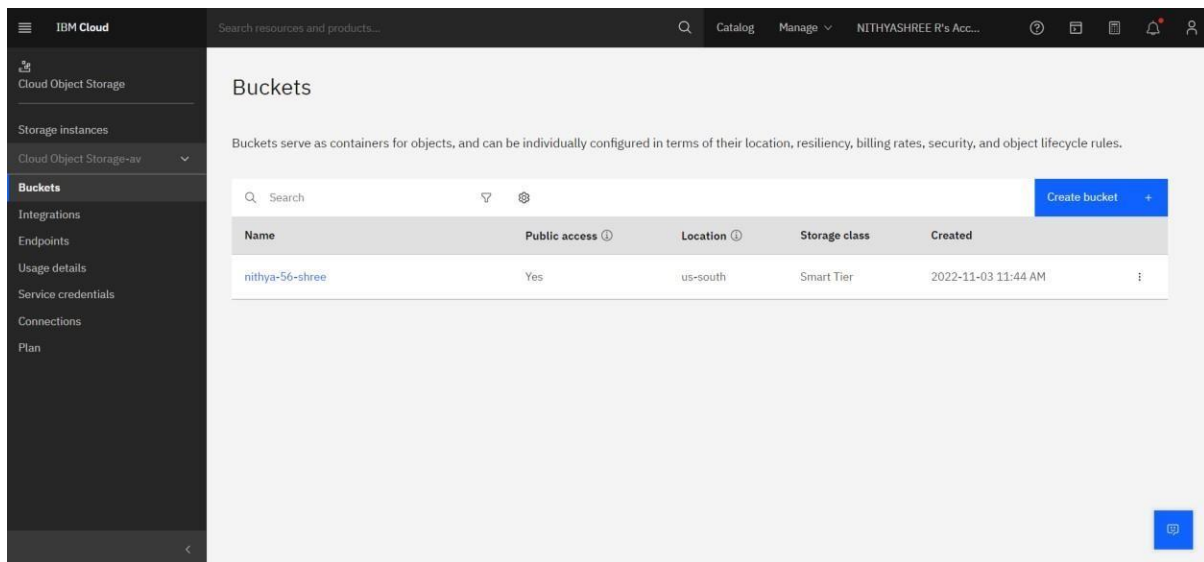 IBM Cloud
Search resources and products...
Catalog
Manage
NITHYASHREE R's Acc...
Cloud Object Storage
Storage instances
Cloud Object Storage-av
Buckets
Integrations
Endpoints
Usage details
Service credentials
Connections
Plan
Buckets
Buckets serve as containers for objects, and can be individually configured in terms of their location, resiliency, billing rates, security, and object lifecycle rules.
Search
Create bucket +
Name Public access Location Storage class Created
nithya-56-shree Yes us-south Smart Tier 2022-11-03 11:44 AM